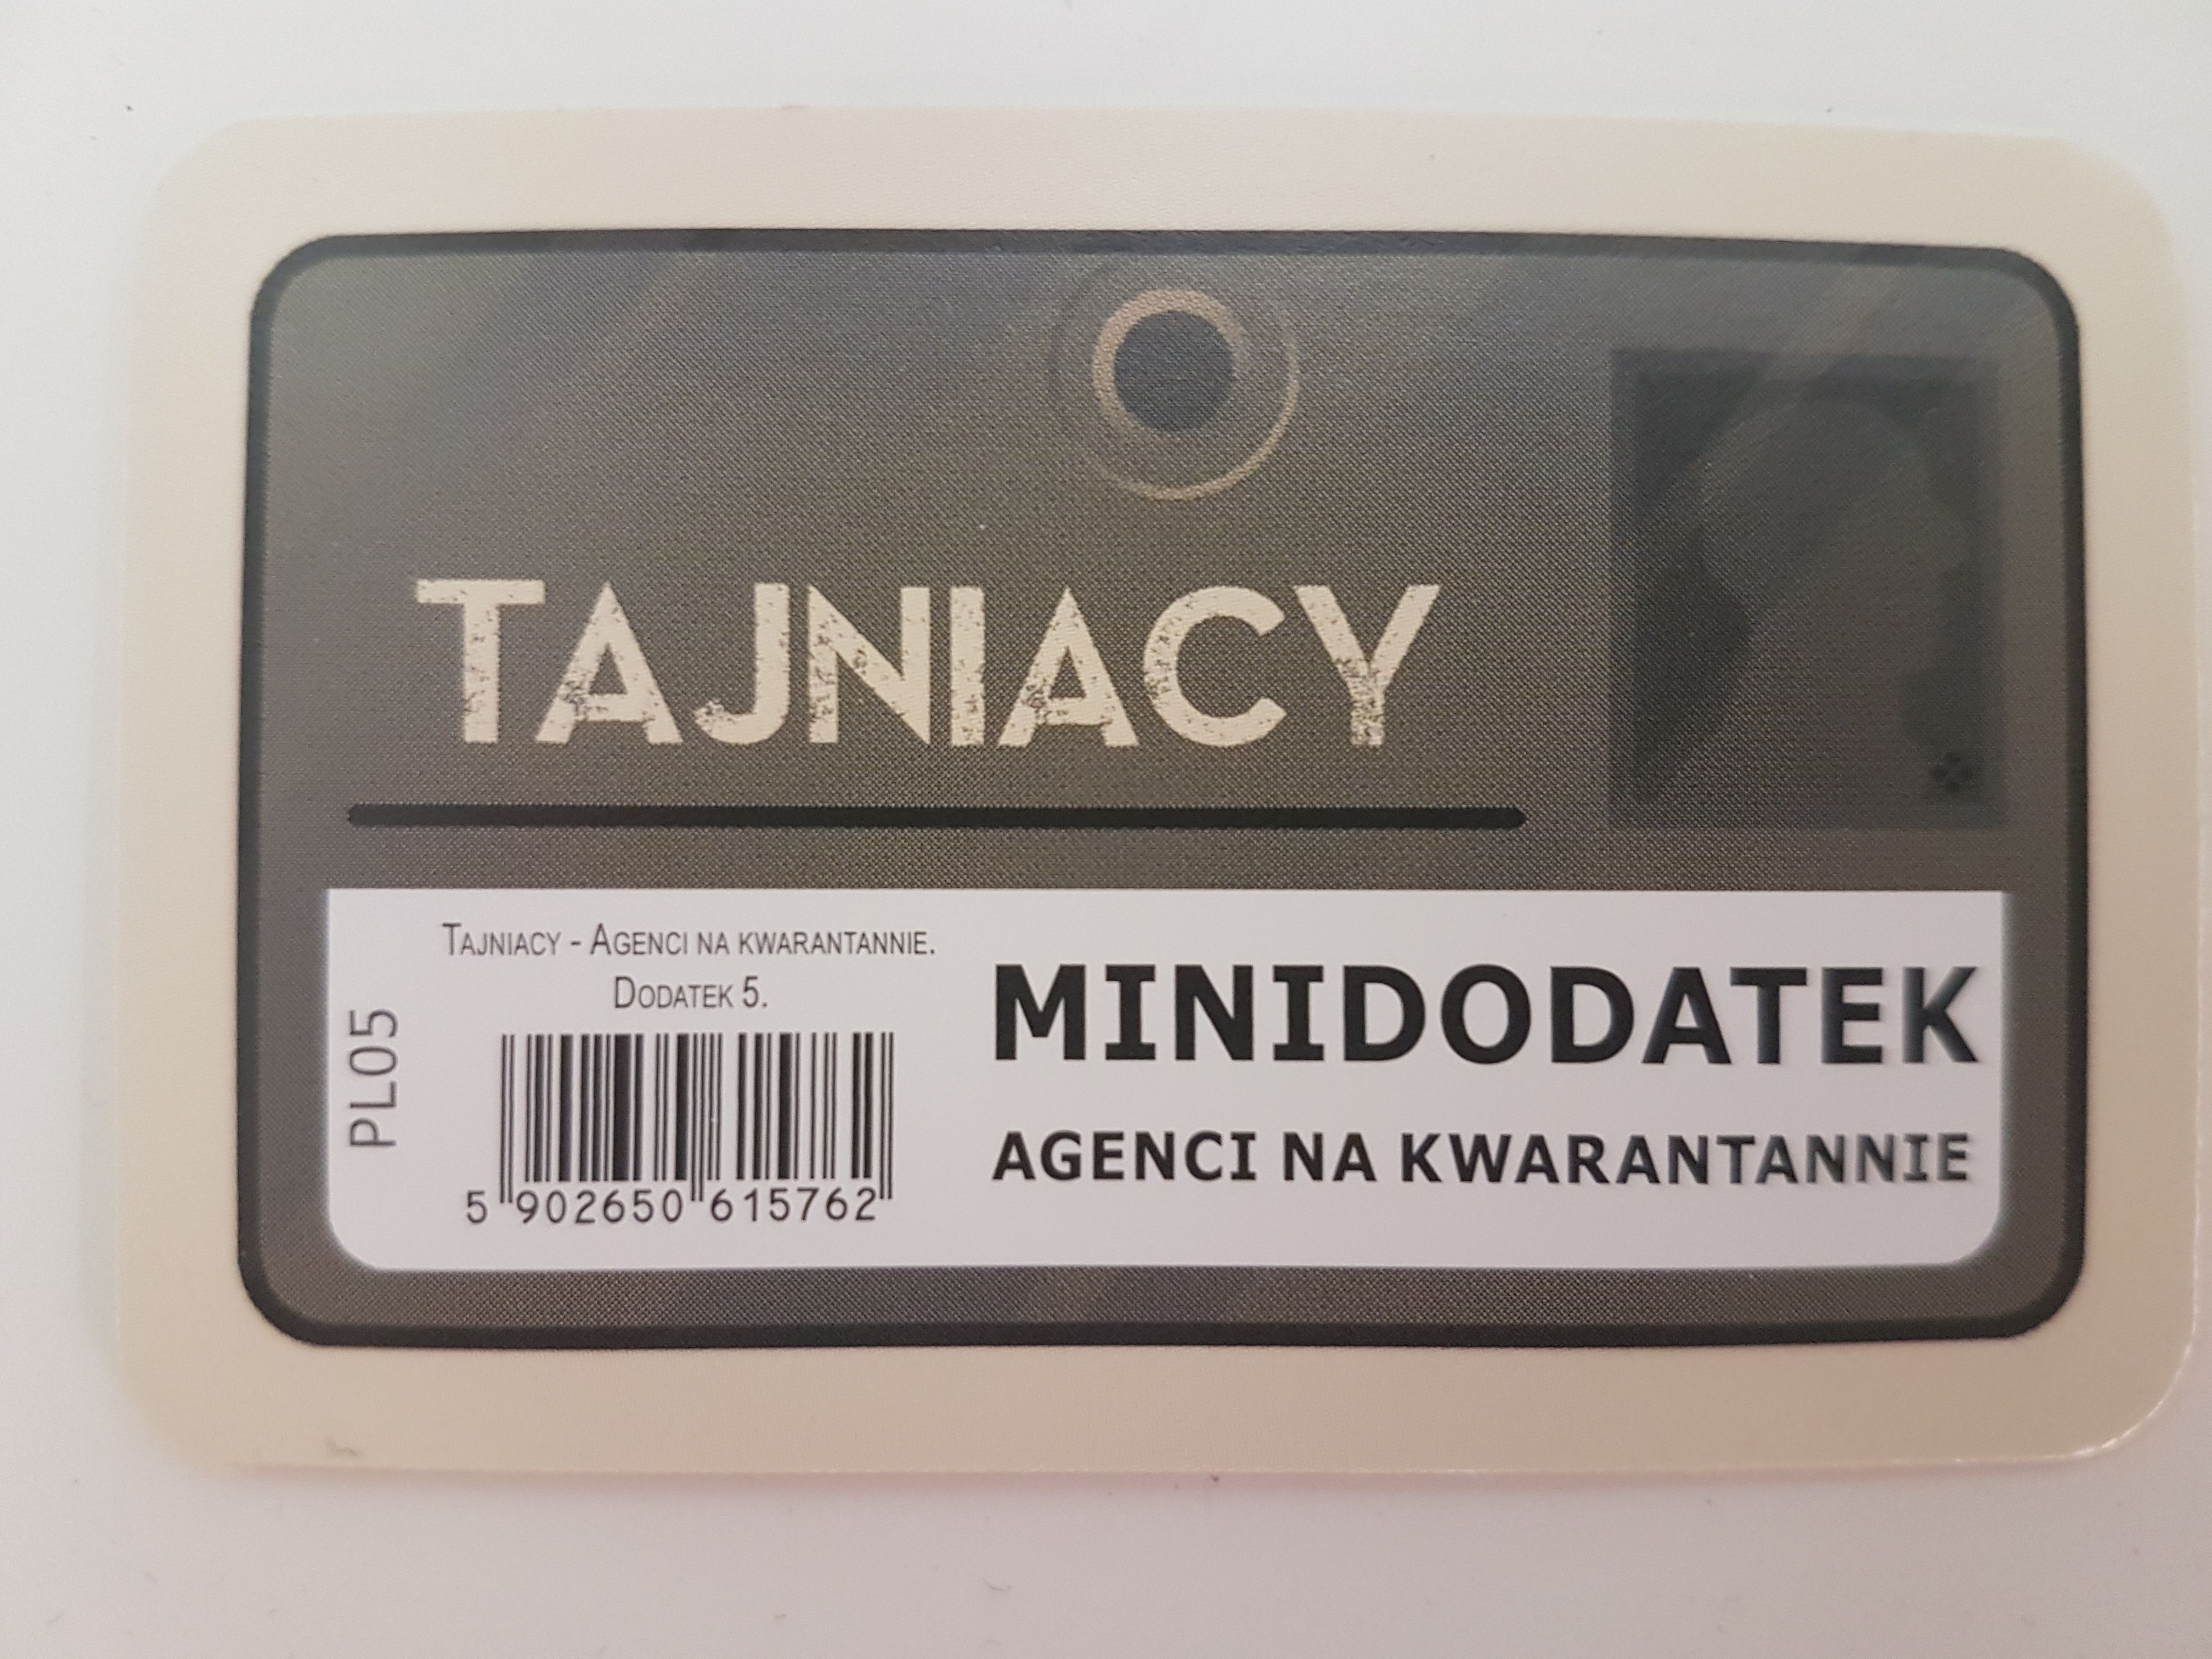 TAJNIACY
Tajniacy - Agenci na kwarantannie.
Dodatek 5.
PL05
5 902650 615762
MINIDODATEK
AGENCI NA KWARANTANNIE